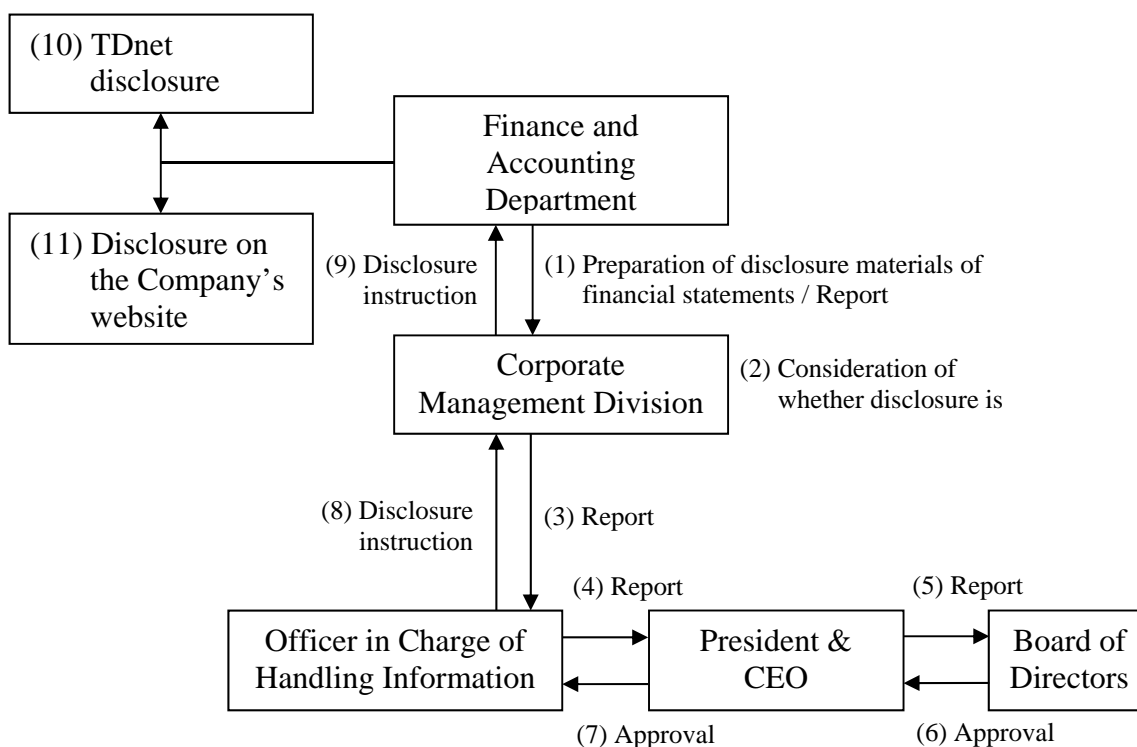 (10) TDnet
disclosure
Finance and
Accounting
Department
(11) Disclosure on
the Company’s
website
(9) Disclosure
instruction
(1) Preparation of disclosure materials of
financial statements / Report
Corporate
Management Division
(2) Consideration of
whether disclosure is
(8) Disclosure
instruction
(3) Report
(4) Report
(5) Report
Officer in Charge of
Handling Information
President &
CEO
Board of
Directors
(7) Approval
(6) Approval